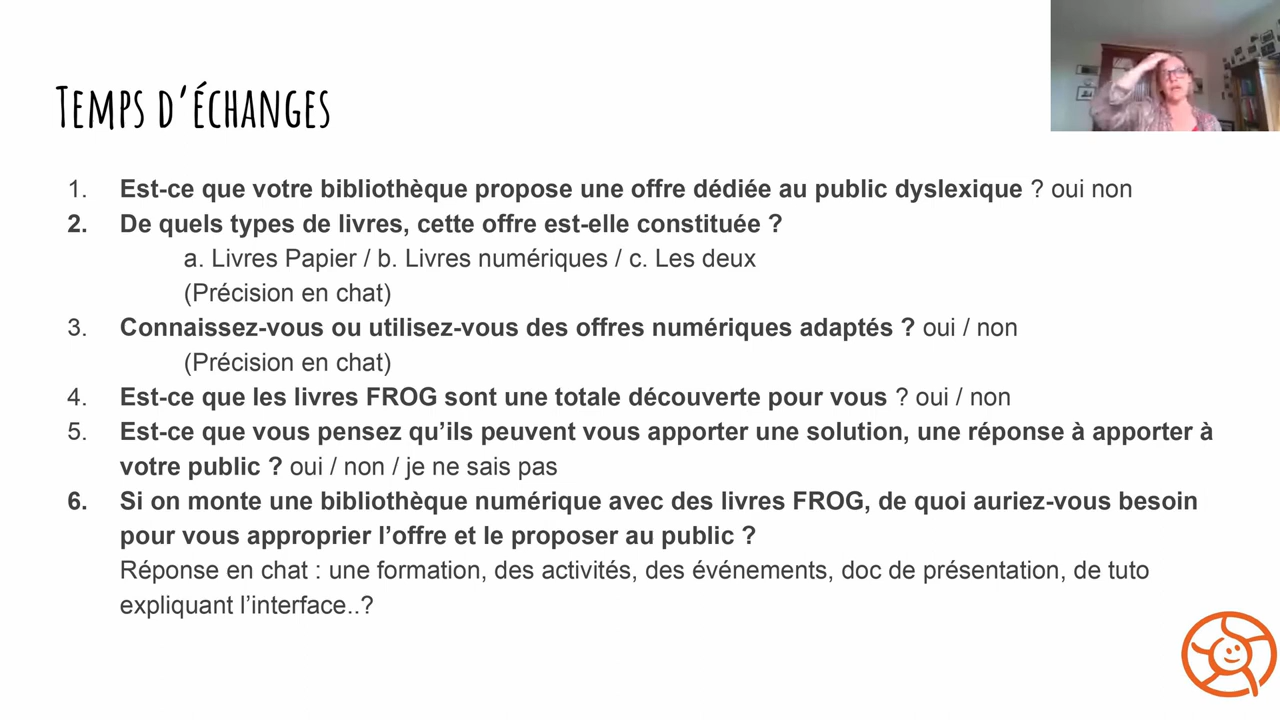 Temps d'échanges
1. Est-ce que votre bibliothèque propose une offre dédiée au public dyslexique ? oui non
2. De quels types de livres, cette offre est-elle constituée ?
a. Livres Papier / b. Livres numériques / c. Les deux
(Précision en chat)
3. Connaissez-vous ou utilisez-vous des offres numériques adaptés ? oui / non
(Précision en chat)
4. Est-ce que les livres FROG sont une totale découverte pour vous ? oui / non
5. Est-ce que vous pensez qu'ils peuvent vous apporter une solution, une réponse à apporter à
votre public ? oui / non / je ne sais pas
6. Si on monte une bibliothèque numérique avec des livres FROG, de quoi auriez-vous besoin
pour vous approprier l'offre et le proposer au public ?
Réponse en chat : une formation, des activités, des événements, doc de présentation, de tuto
expliquant l'interface..?